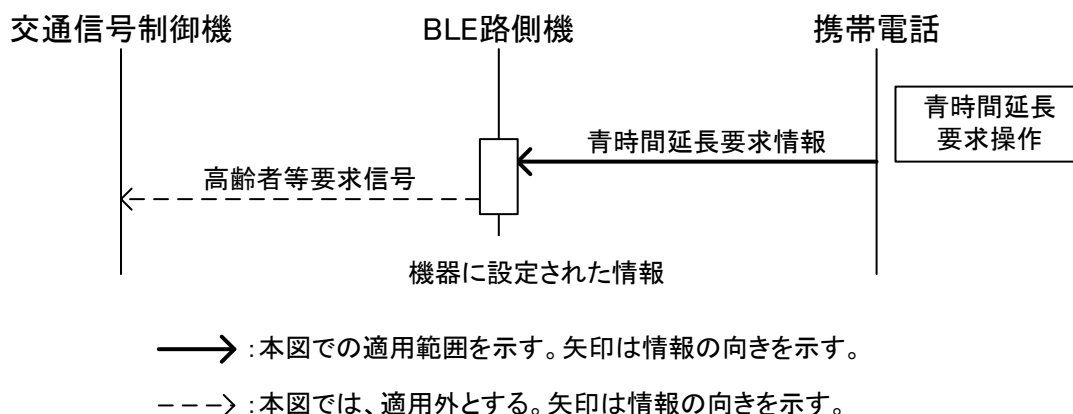 交通信号制御機
BLE路側機
携帯電話
青時間延長
要求操作
青時間延長要求情報
高齢者等要求信号
機器に設定された情報
:本図での適用範囲を示す。矢印は情報の向きを示す。
:本図では、適用外とする。矢印は情報の向きを示す。